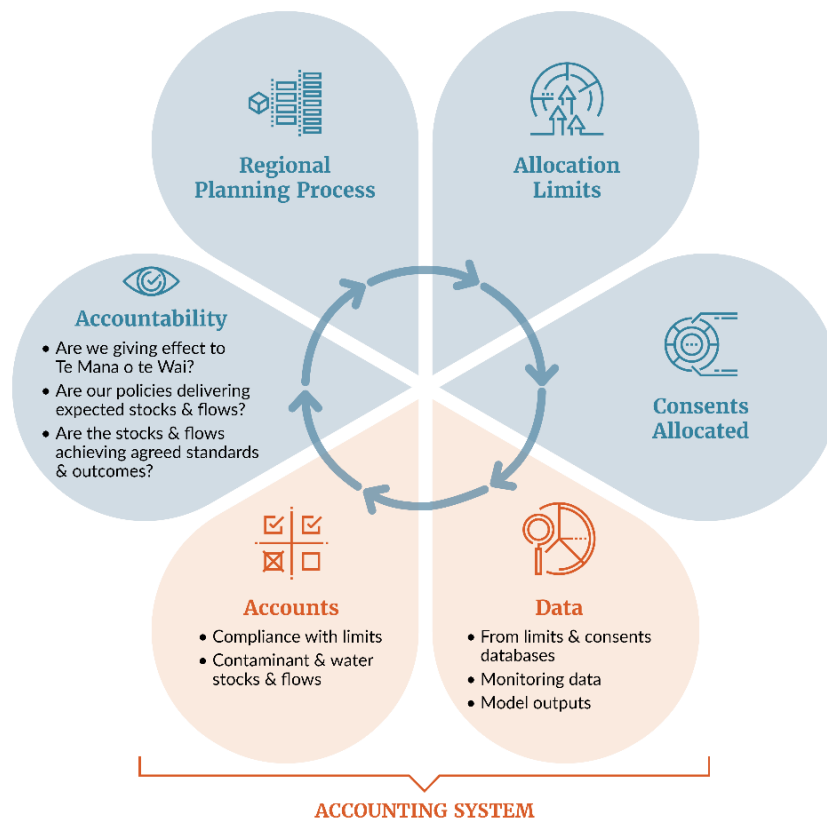 Regional
Planning Process
Allocation
Limits
Accountability
• Are we giving effect to
Te Mana o te Wai?
• Are our policies delivering
expected stocks & flows?
• Are the stocks & flows
achieving agreed standards
& outcomes?
Consents
Allocated
Accounts
• Compliance with limits
• Contaminant & water
stocks & flows
Data
• From limits & consents
databases
• Monitoring data
• Model outputs
ACCOUNTING SYSTEM